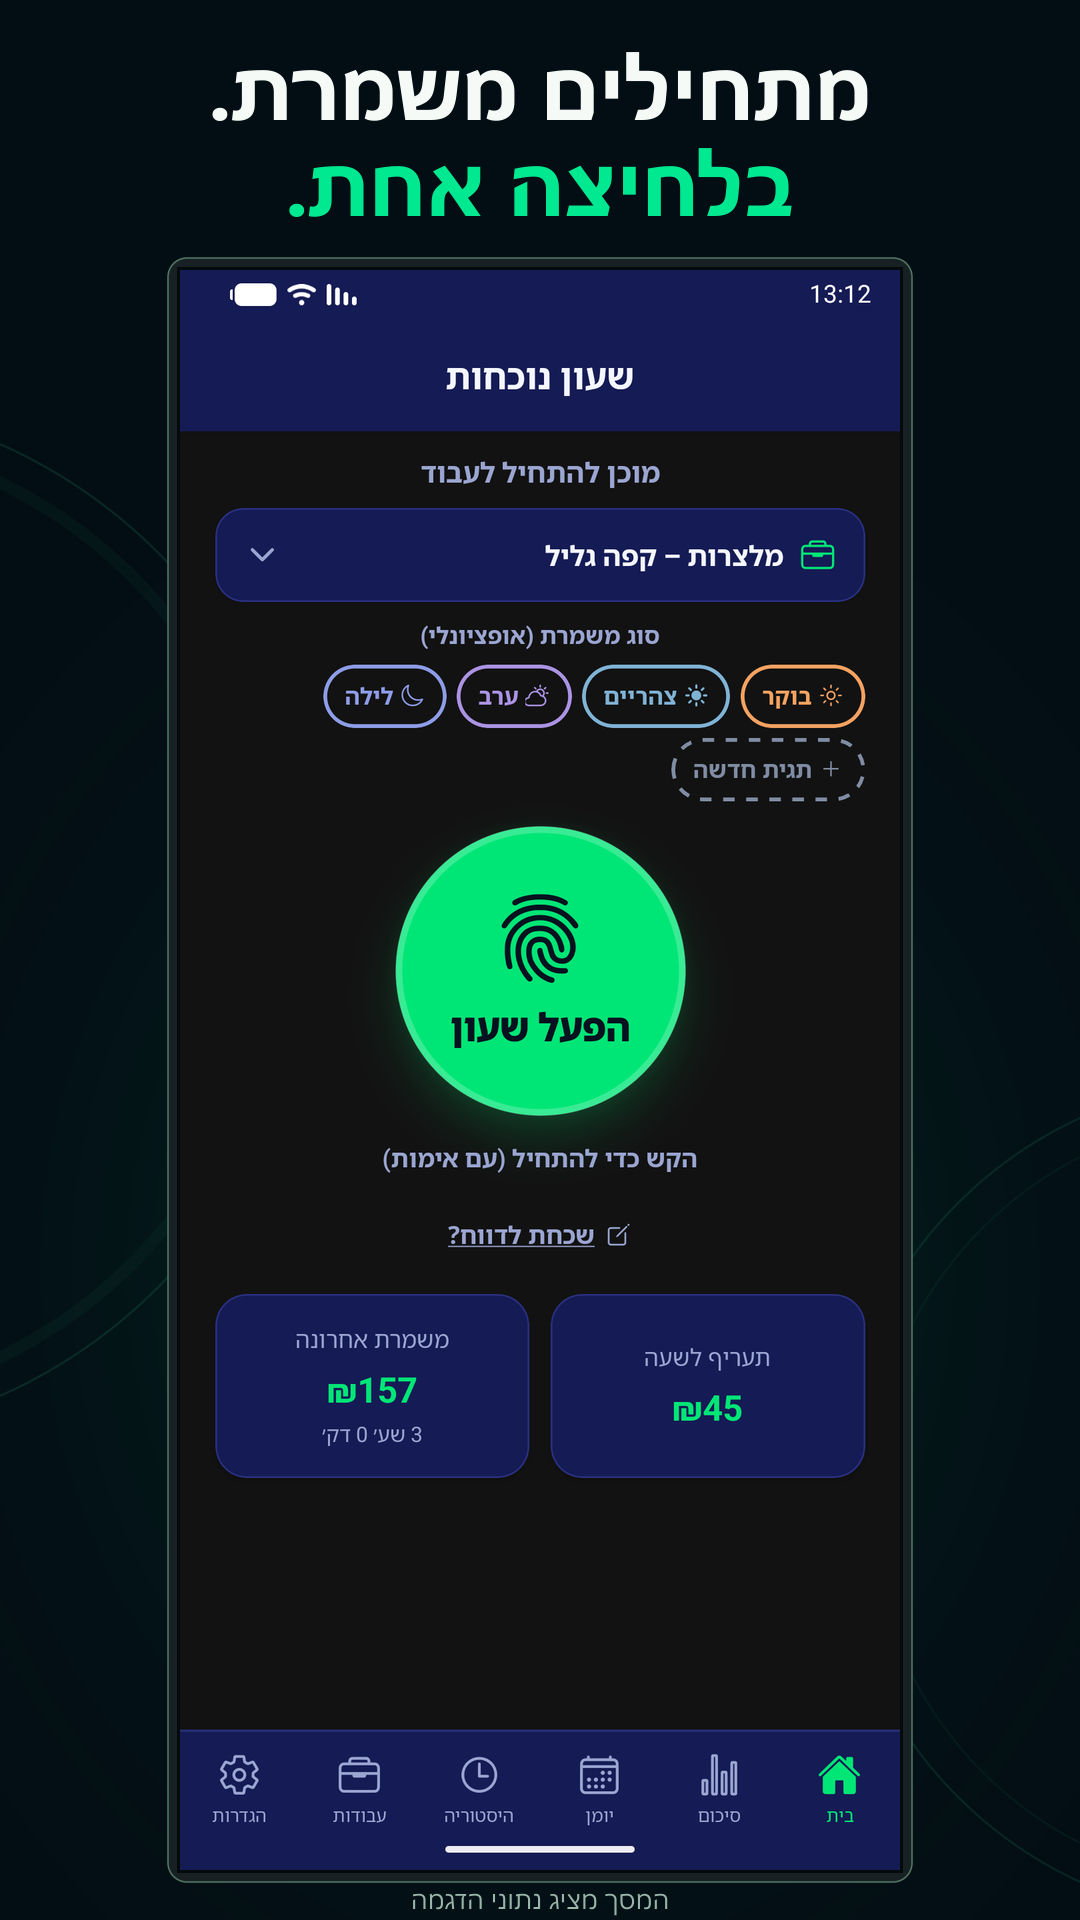 מתחילים משמרת.
בלחיצה אחת.
13:12
שעון נוכחות
מוכן להתחיל לעבוד
מלצרות – קפה גליל
סוג משמרת (אופציונלי)
בוקר
צהריים
ערב
לילה
+ תגית חדשה
הפעל שעון
הקש כדי להתחיל (עם אימות)
שכחת לדווח?
תעריף לשעה
₪45
משמרת אחרונה
₪157
3 שע׳ 0 דק׳
בית
סיכום
יומן
היסטוריה
עבודות
הגדרות
המסך מציג נתוני הדגמה